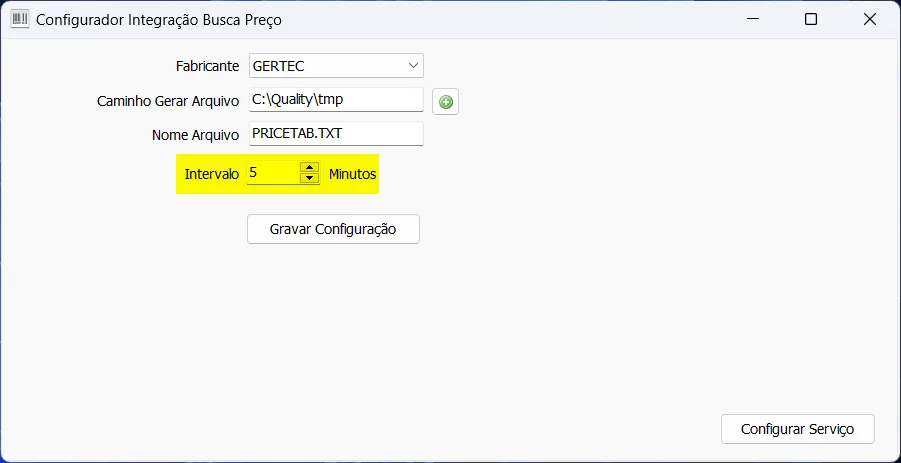 Configurador Integração Busca Preço
Fabricante GERTEC
Caminho Gerar Arquivo C:\Quality\tmp
Nome Arquivo PRICETAB.TXT
Intervalo 5 Minutos
Gravar Configuração
Configurar Serviço